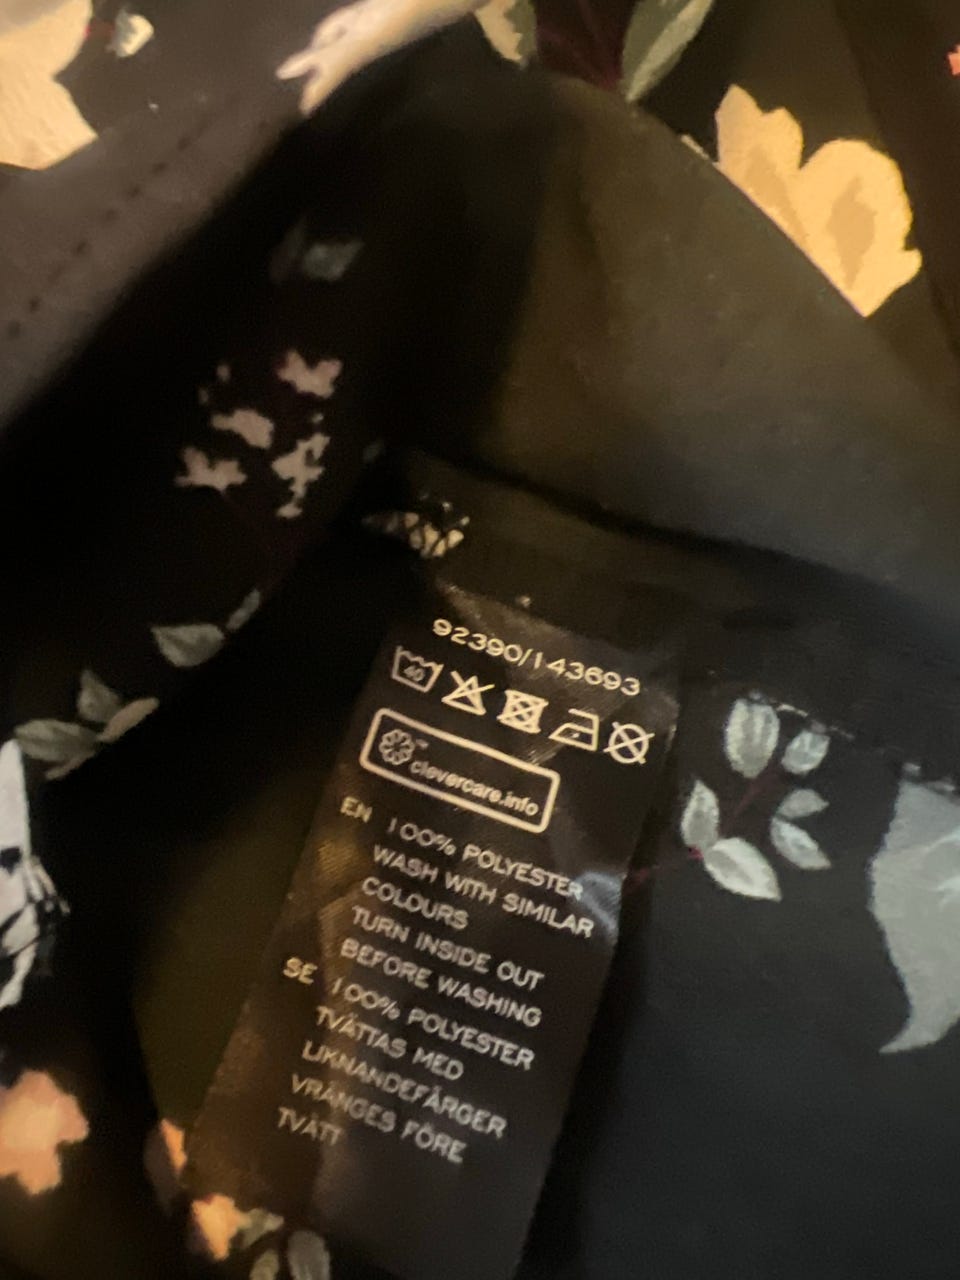 92390/143693
40
clevercare.info
EN 100% POLYESTER
WASH WITH SIMILAR
COLOURS
TURN INSIDE OUT
BEFORE WASHING
SE 100% POLYESTER
TVÄTTAS MED
LIKNANDEFÄRGER
VRÄNGES FÖRE
TVÄTT